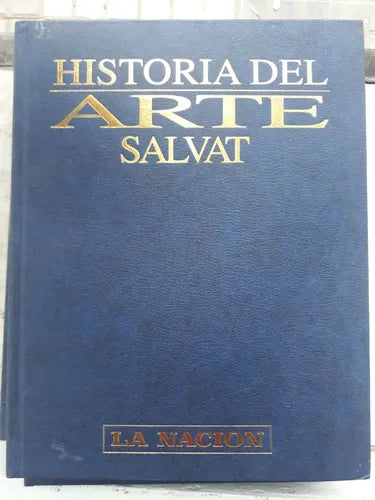 HISTORIA DEL
ARTE
SALVAT
LA NACION